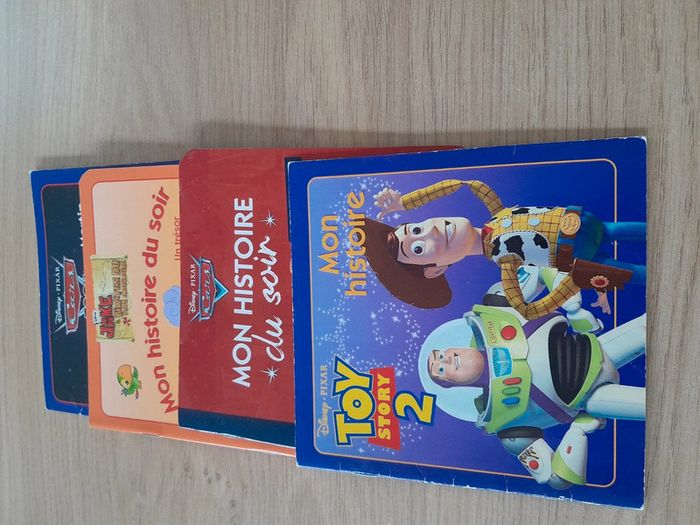 Disney · PIXAR
TOY
STORY
2
Mon
histoire
Disney · PIXAR
Cars
MON HISTOIRE
du soir
JAKE
Mon histoire du soir
Un trésor
Disney · PIXAR
Cars